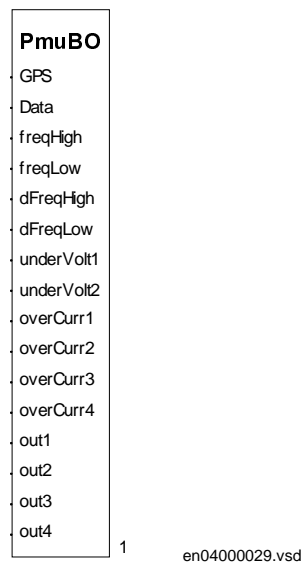 PmuBO
GPS
Data
freqHigh
freqLow
dFreqHigh
dFreqLow
underVolt1
underVolt2
overCurr1
overCurr2
overCurr3
overCurr4
out1
out2
out3
out4
1
en04000029.vsd